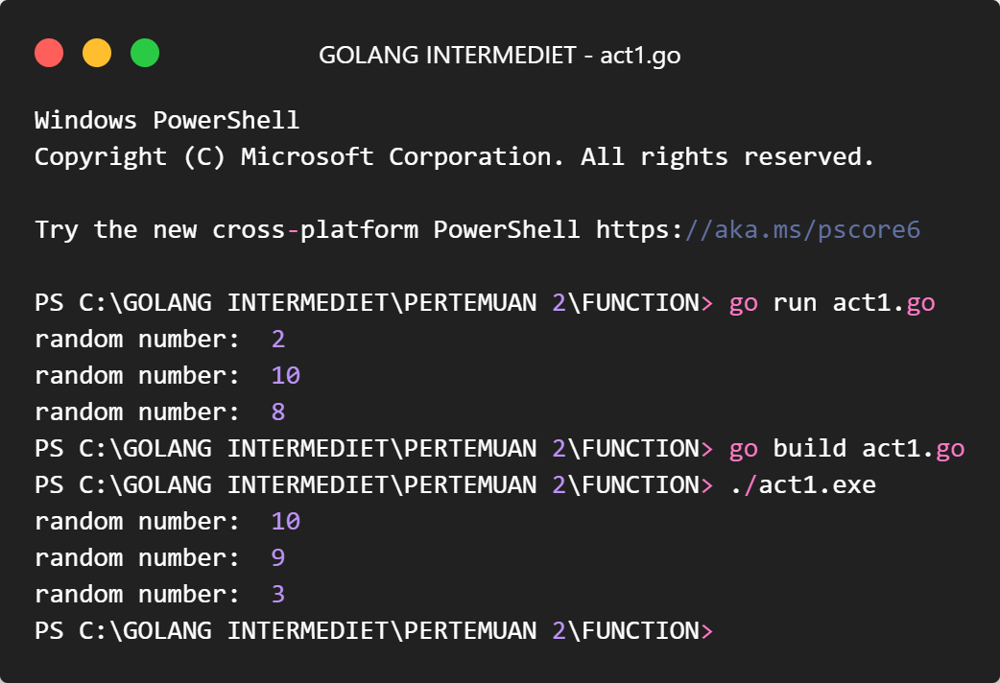 GOLANG INTERMEDIET - act1.go
Windows PowerShell
Copyright (C) Microsoft Corporation. All rights reserved.
Try the new cross-platform PowerShell https://aka.ms/pscore6
PS C:\GOLANG INTERMEDIET\PERTEMUAN 2\FUNCTION> go run act1.go
random number:  2
random number:  10
random number:  8
PS C:\GOLANG INTERMEDIET\PERTEMUAN 2\FUNCTION> go build act1.go
PS C:\GOLANG INTERMEDIET\PERTEMUAN 2\FUNCTION> ./act1.exe
random number:  10
random number:  9
random number:  3
PS C:\GOLANG INTERMEDIET\PERTEMUAN 2\FUNCTION>